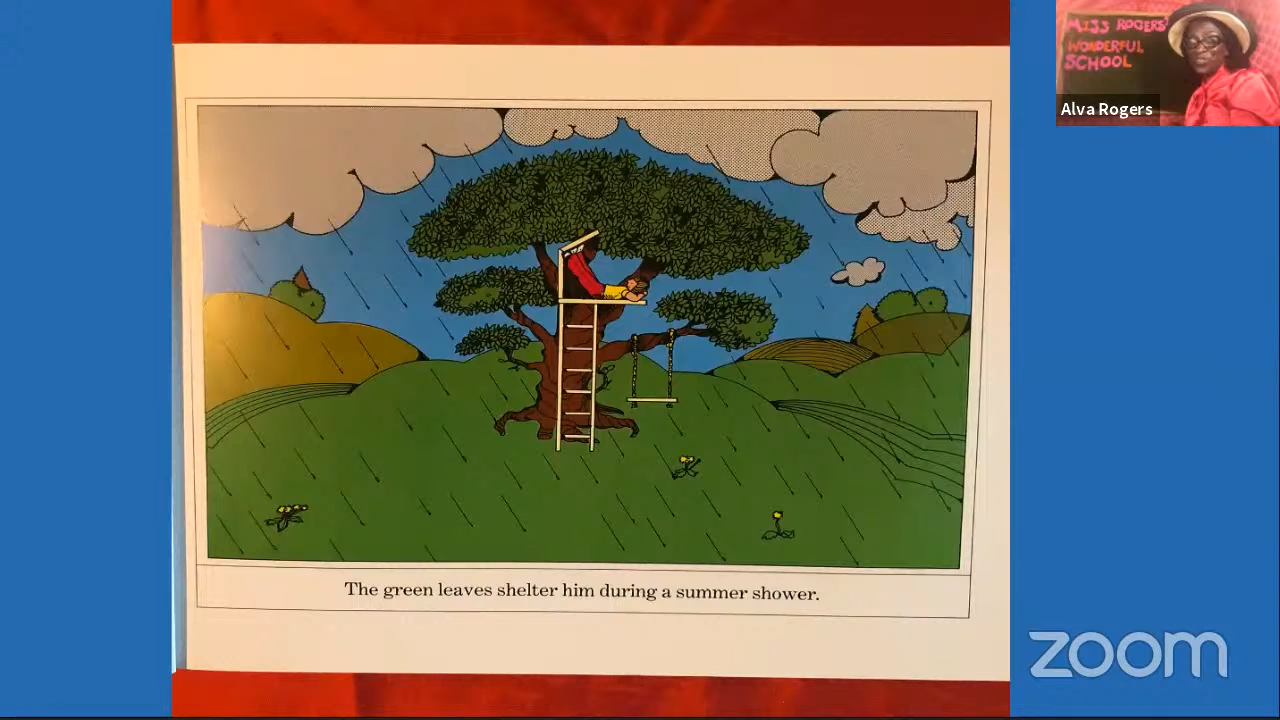 MISS ROGERS'
WONDERFUL
SCHOOL
Alva Rogers
The green leaves shelter him during a summer shower.
zoom